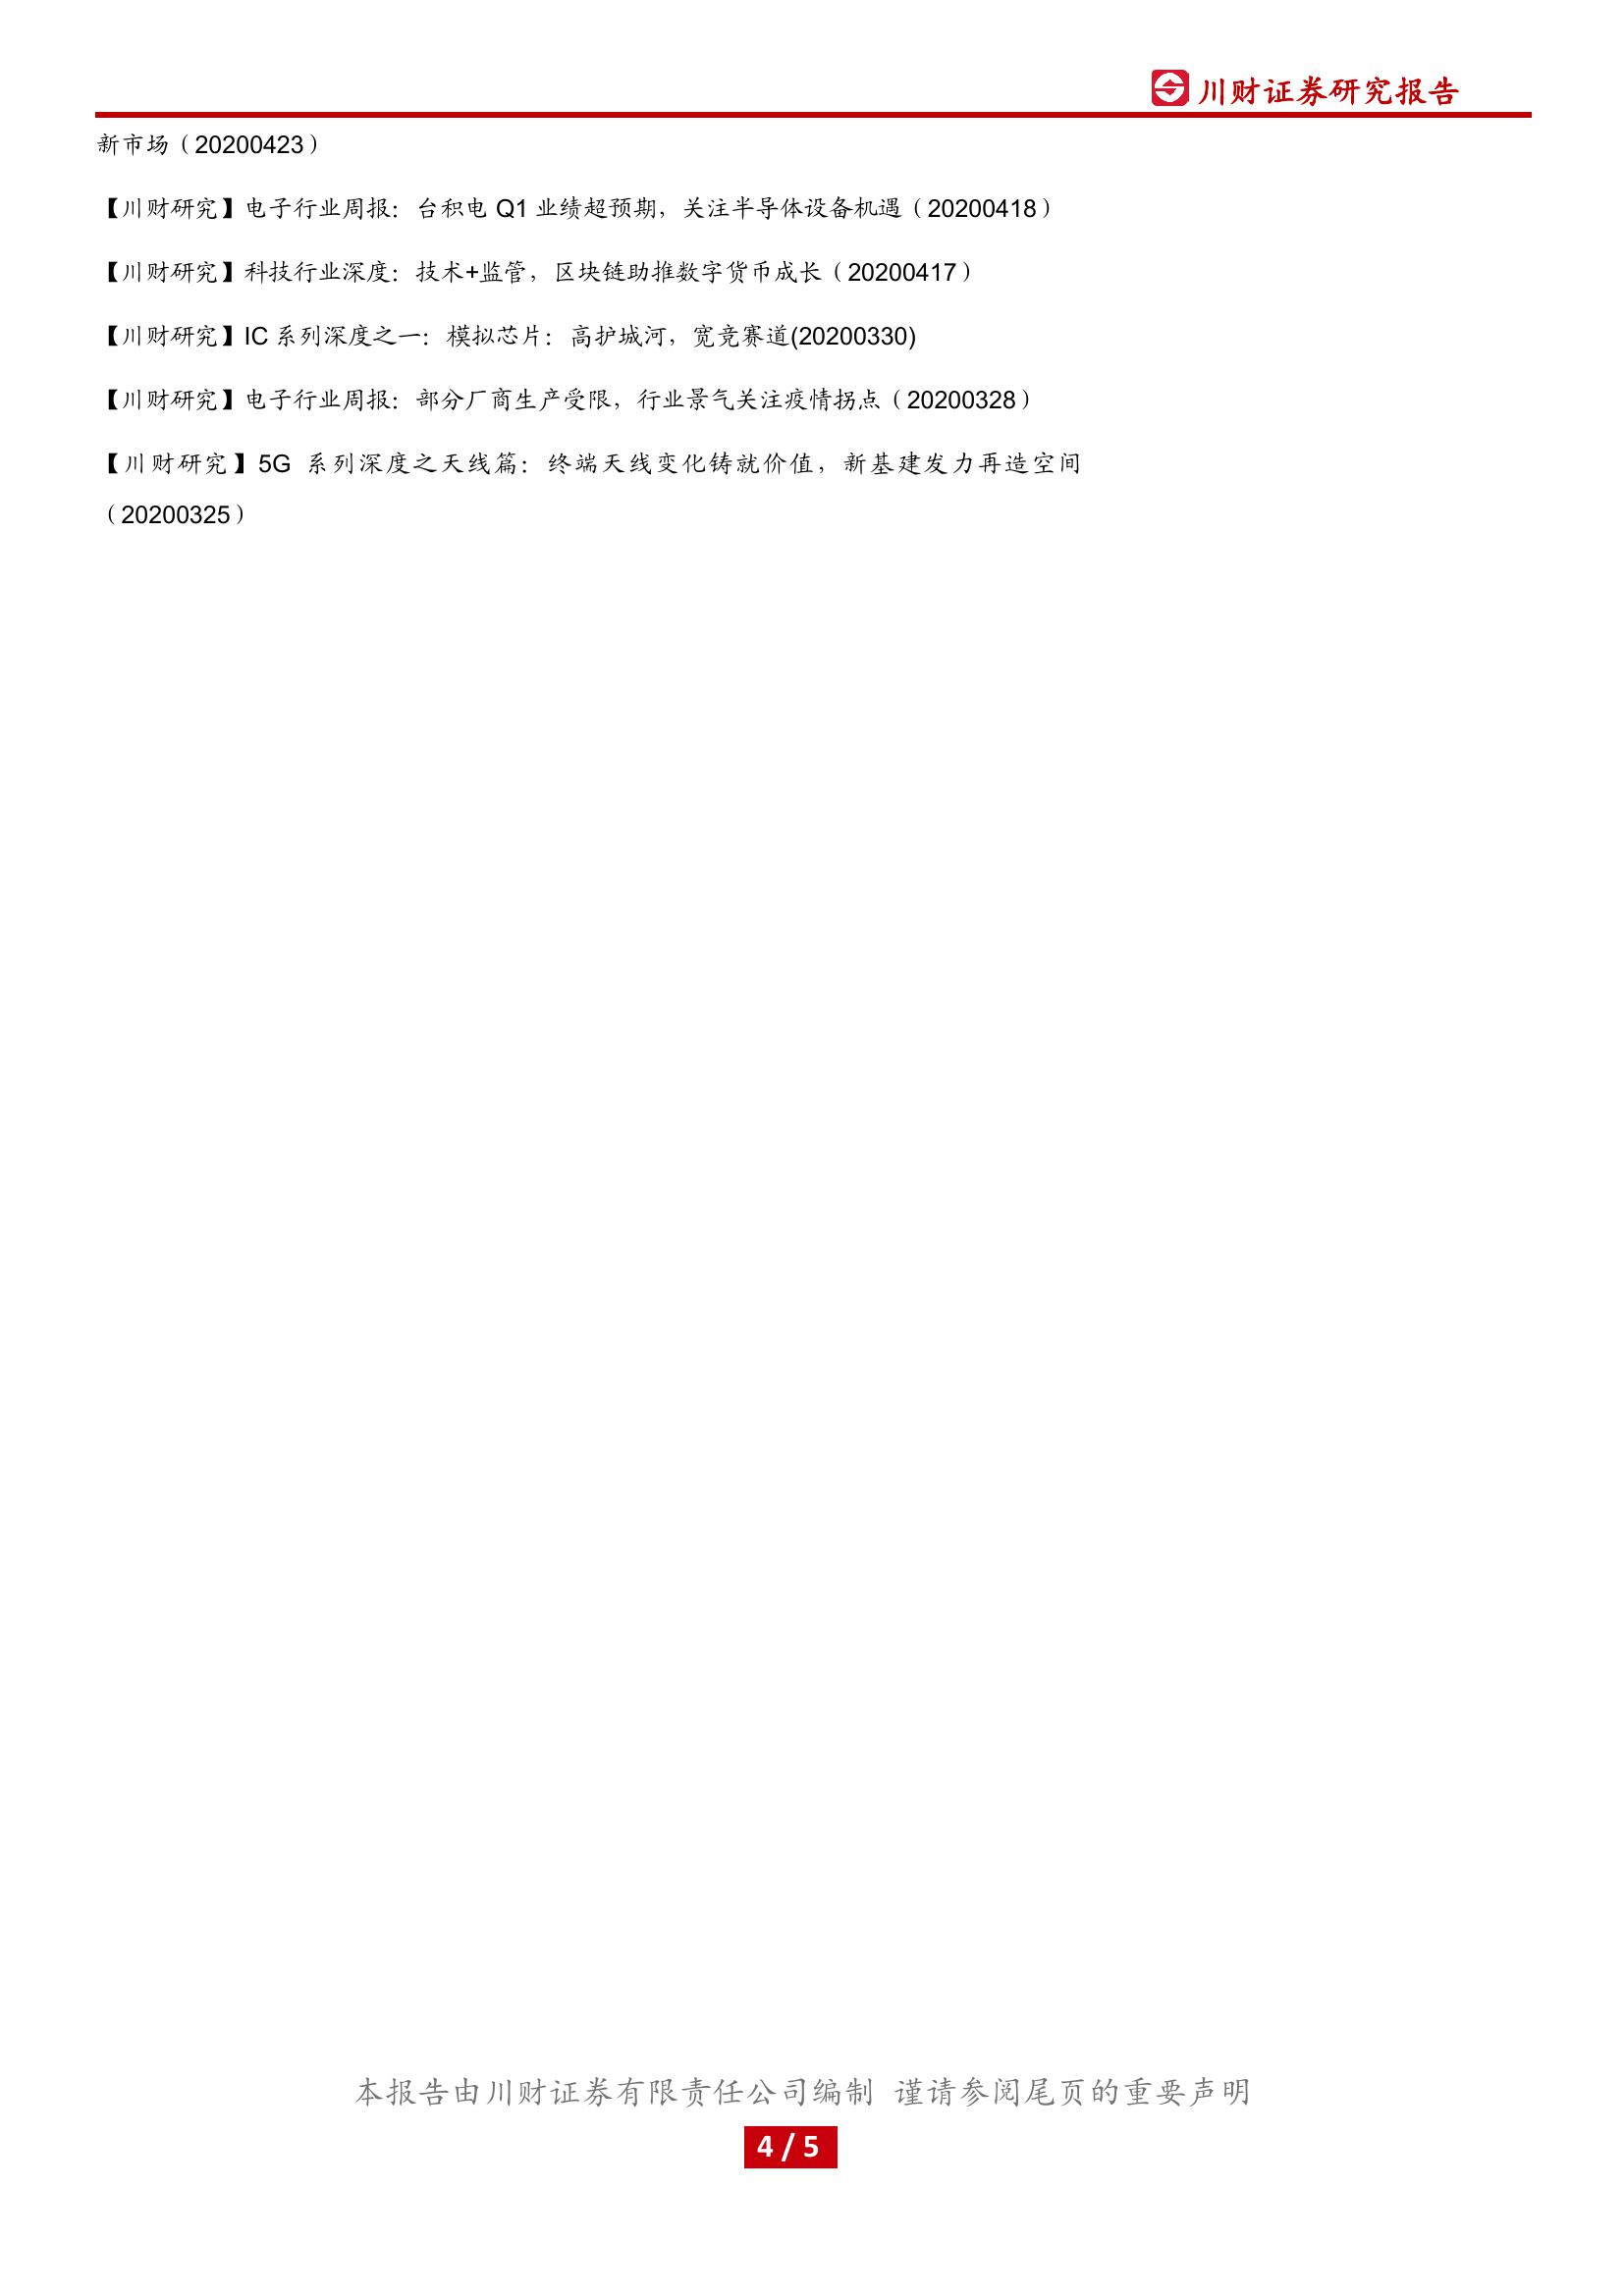 川财证券研究报告
新市场（20200423）
【川财研究】电子行业周报：台积电 Q1 业绩超预期，关注半导体设备机遇（20200418）
【川财研究】科技行业深度：技术+监管，区块链助推数字货币成长（20200417）
【川财研究】IC 系列深度之一：模拟芯片：高护城河，宽竞赛道(20200330)
【川财研究】电子行业周报：部分厂商生产受限，行业景气关注疫情拐点（20200328）
【川财研究】5G 系列深度之天线篇：终端天线变化铸就价值，新基建发力再造空间
（20200325）
本报告由川财证券有限责任公司编制 谨请参阅尾页的重要声明
4 / 5